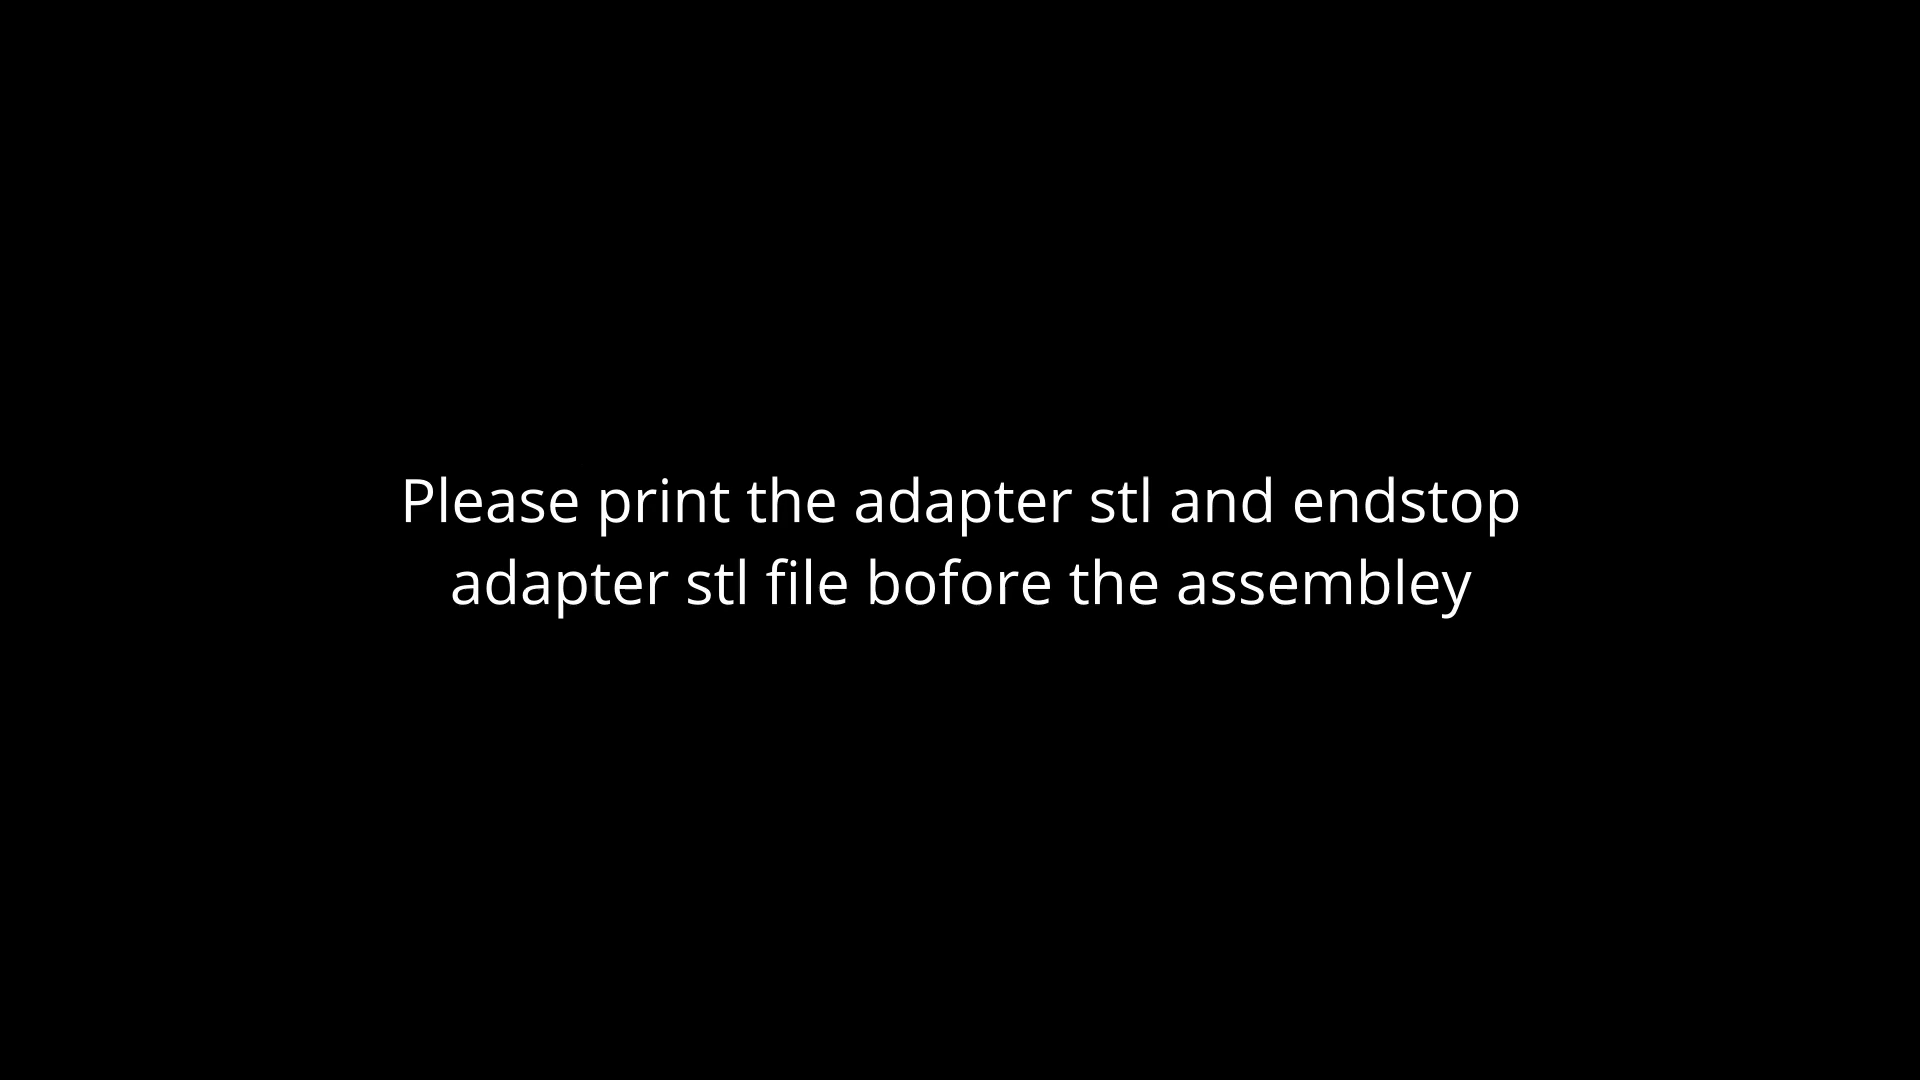 Please print the adapter stl and endstop
adapter stl file bofore the assembley